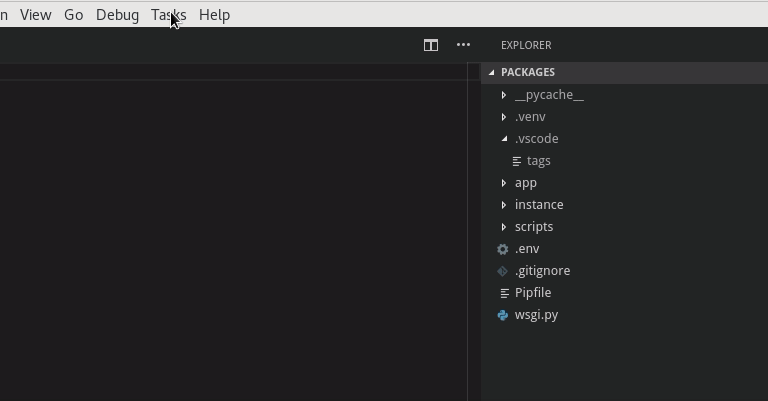 n View Go Debug Tasks Help
EXPLORER
PACKAGES
__pycache__
.venv
.vscode
tags
app
instance
scripts
.env
.gitignore
Pipfile
wsgi.py